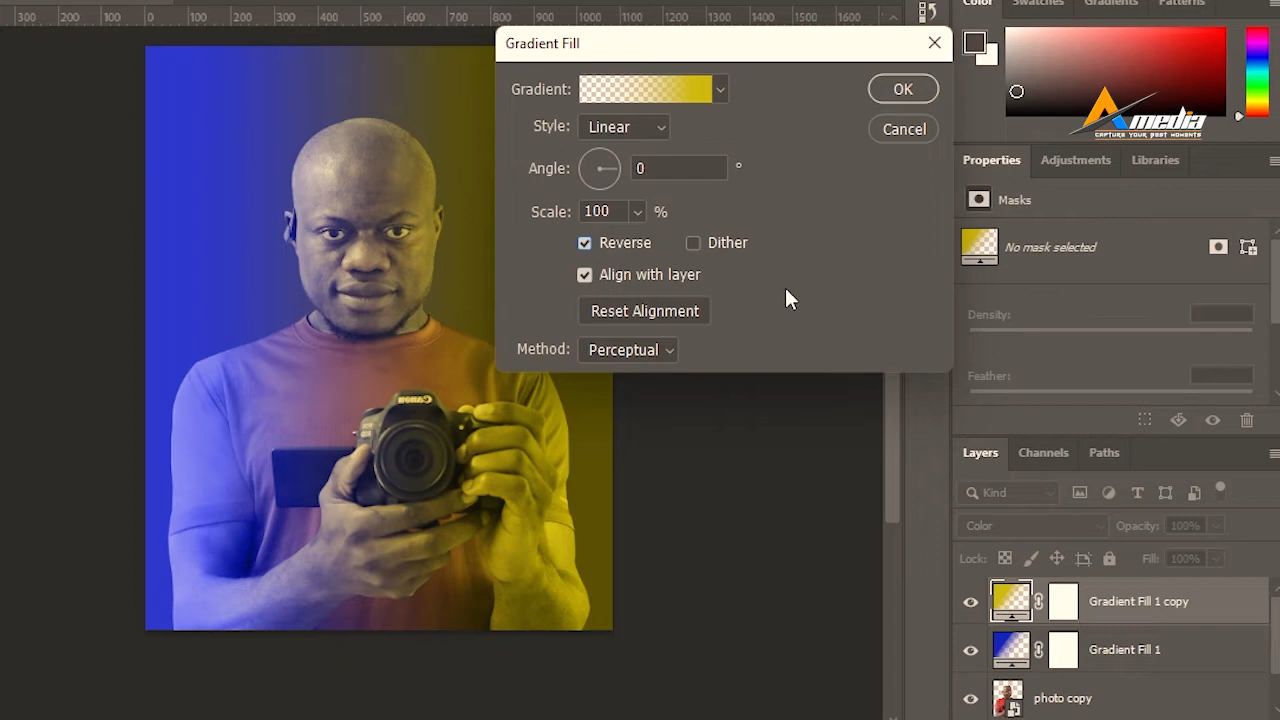 300 200 100 0 100 200 300 400 500 600 700 800 900 1000 1100 1200 1300 1400 1500 1600
Color Swatches Gradients Patterns
Gradient Fill
Gradient:
OK
Style: Linear
Cancel
Angle: 0 °
Scale: 100 %
Reverse Dither
Align with layer
Reset Alignment
Method: Perceptual
Amedia
CAPTURE YOUR BEST MOMENTS
Properties Adjustments Libraries
Masks
No mask selected
Density:
Feather:
Layers Channels Paths
Kind
Color Opacity: 100%
Lock: Fill: 100%
Gradient Fill 1 copy
Gradient Fill 1
photo copy
Canon